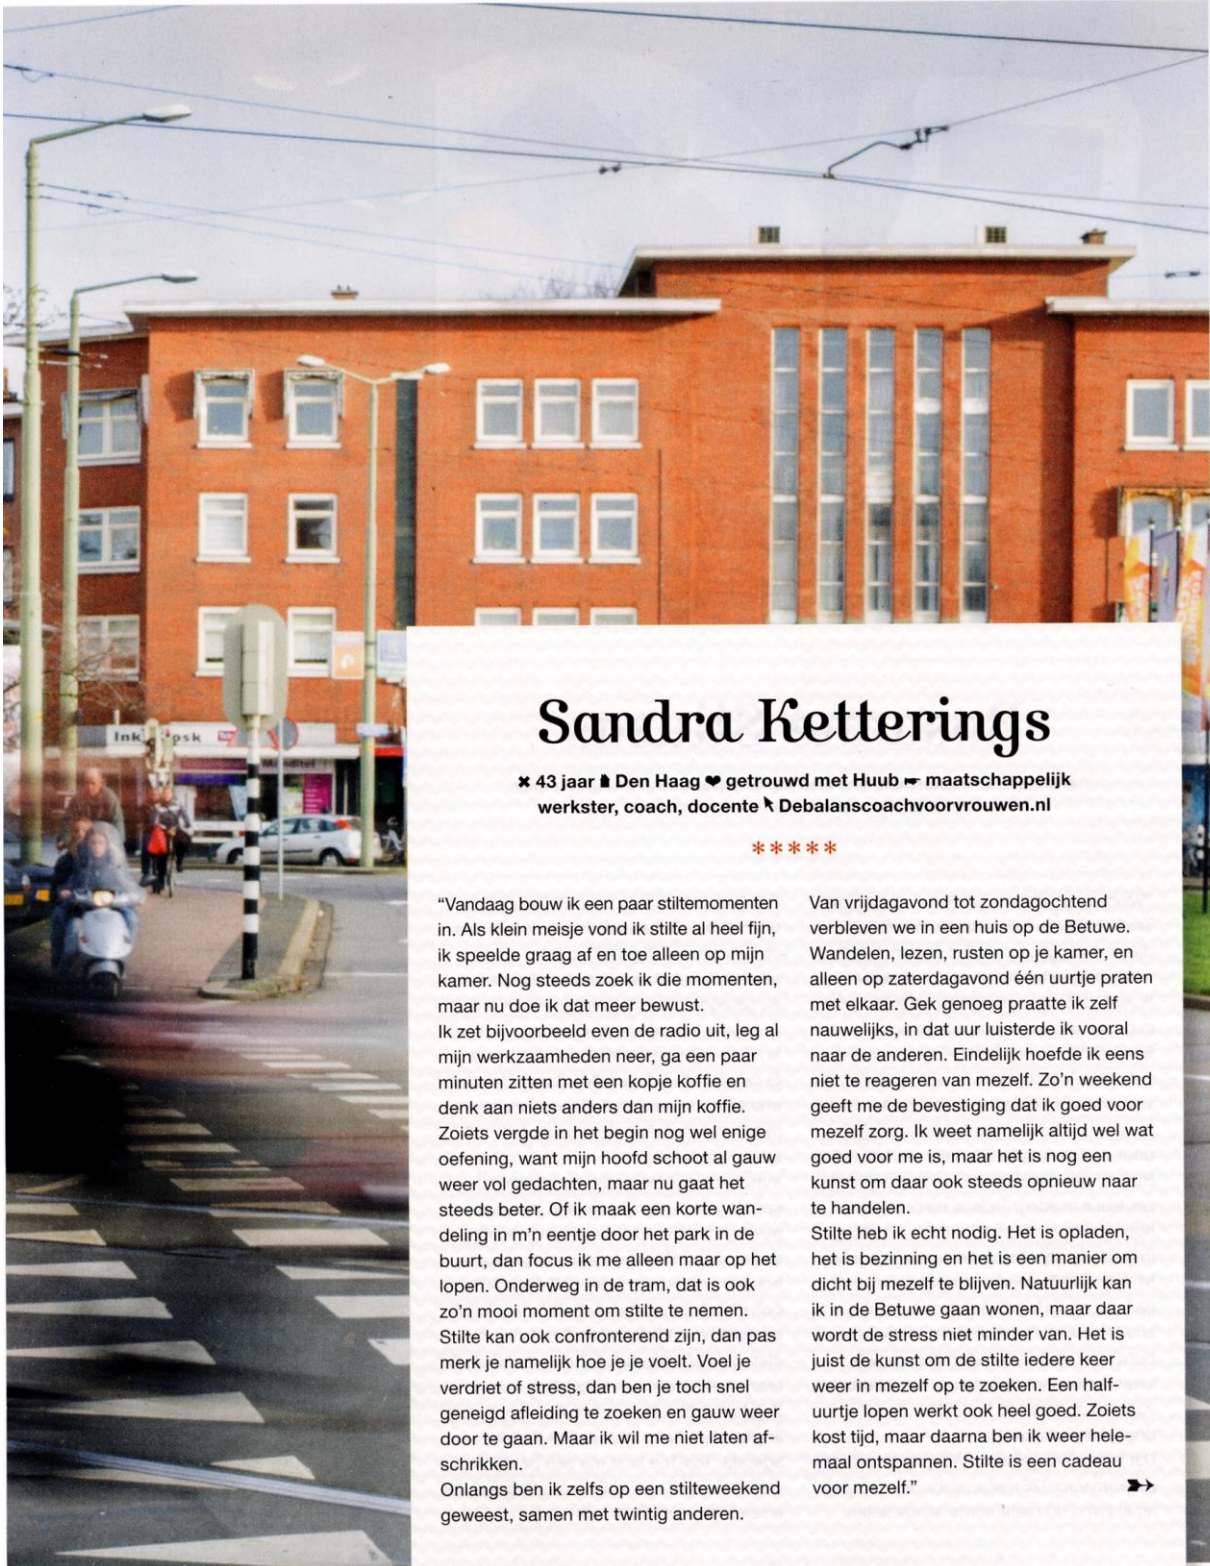 Sandra Ketterings
✖ 43 jaar Den Haag ♥ getrouwd met Huub maatschappelijk
werkster, coach, docente Debalanscoachvoorvrouwen.nl
*****
“Vandaag bouw ik een paar stiltemomenten
in. Als klein meisje vond ik stilte al heel fijn,
ik speelde graag af en toe alleen op mijn
kamer. Nog steeds zoek ik die momenten,
maar nu doe ik dat meer bewust.
Ik zet bijvoorbeeld even de radio uit, leg al
mijn werkzaamheden neer, ga een paar
minuten zitten met een kopje koffie en
denk aan niets anders dan mijn koffie.
Zoiets vergde in het begin nog wel enige
oefening, want mijn hoofd schoot al gauw
weer vol gedachten, maar nu gaat het
steeds beter. Of ik maak een korte wan-
deling in m’n eentje door het park in de
buurt, dan focus ik me alleen maar op het
lopen. Onderweg in de tram, dat is ook
zo’n mooi moment om stilte te nemen.
Stilte kan ook confronterend zijn, dan pas
merk je namelijk hoe je je voelt. Voel je
verdriet of stress, dan ben je toch snel
geneigd afleiding te zoeken en gauw weer
door te gaan. Maar ik wil me niet laten af-
schrikken.
Onlangs ben ik zelfs op een stilteweekend
geweest, samen met twintig anderen.
Van vrijdagavond tot zondagochtend
verbleven we in een huis op de Betuwe.
Wandelen, lezen, rusten op je kamer, en
alleen op zaterdagavond één uurtje praten
met elkaar. Gek genoeg praatte ik zelf
nauwelijks, in dat uur luisterde ik vooral
naar de anderen. Eindelijk hoefde ik eens
niet te reageren van mezelf. Zo’n weekend
geeft me de bevestiging dat ik goed voor
mezelf zorg. Ik weet namelijk altijd wel wat
goed voor me is, maar het is nog een
kunst om daar ook steeds opnieuw naar
te handelen.
Stilte heb ik echt nodig. Het is opladen,
het is bezinning en het is een manier om
dicht bij mezelf te blijven. Natuurlijk kan
ik in de Betuwe gaan wonen, maar daar
wordt de stress niet minder van. Het is
juist de kunst om de stilte iedere keer
weer in mezelf op te zoeken. Een half-
uurtje lopen werkt ook heel goed. Zoiets
kost tijd, maar daarna ben ik weer hele-
maal ontspannen. Stilte is een cadeau
voor mezelf.”